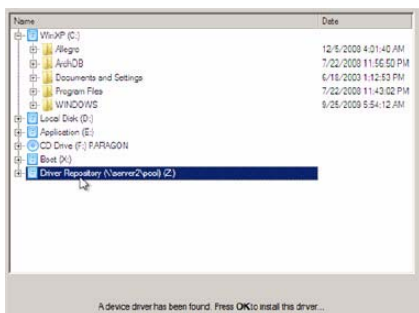 Name Date
WinXP (C:)
Allegro 12/5/2008 4:01:40 AM
ArchDB 7/22/2008 11:56:50 PM
Documents and Settings 6/18/2003 1:12:53 PM
Program Files 7/22/2008 11:43:02 PM
WINDOWS 9/25/2009 5:54:12 AM
Local Disk (D:)
Application (E:)
CD Drive (F:) PARAGON
Boot (X:)
Driver Repository (\\server2\pool) (Z:)
A device driver has been found. Press OK to install this driver...